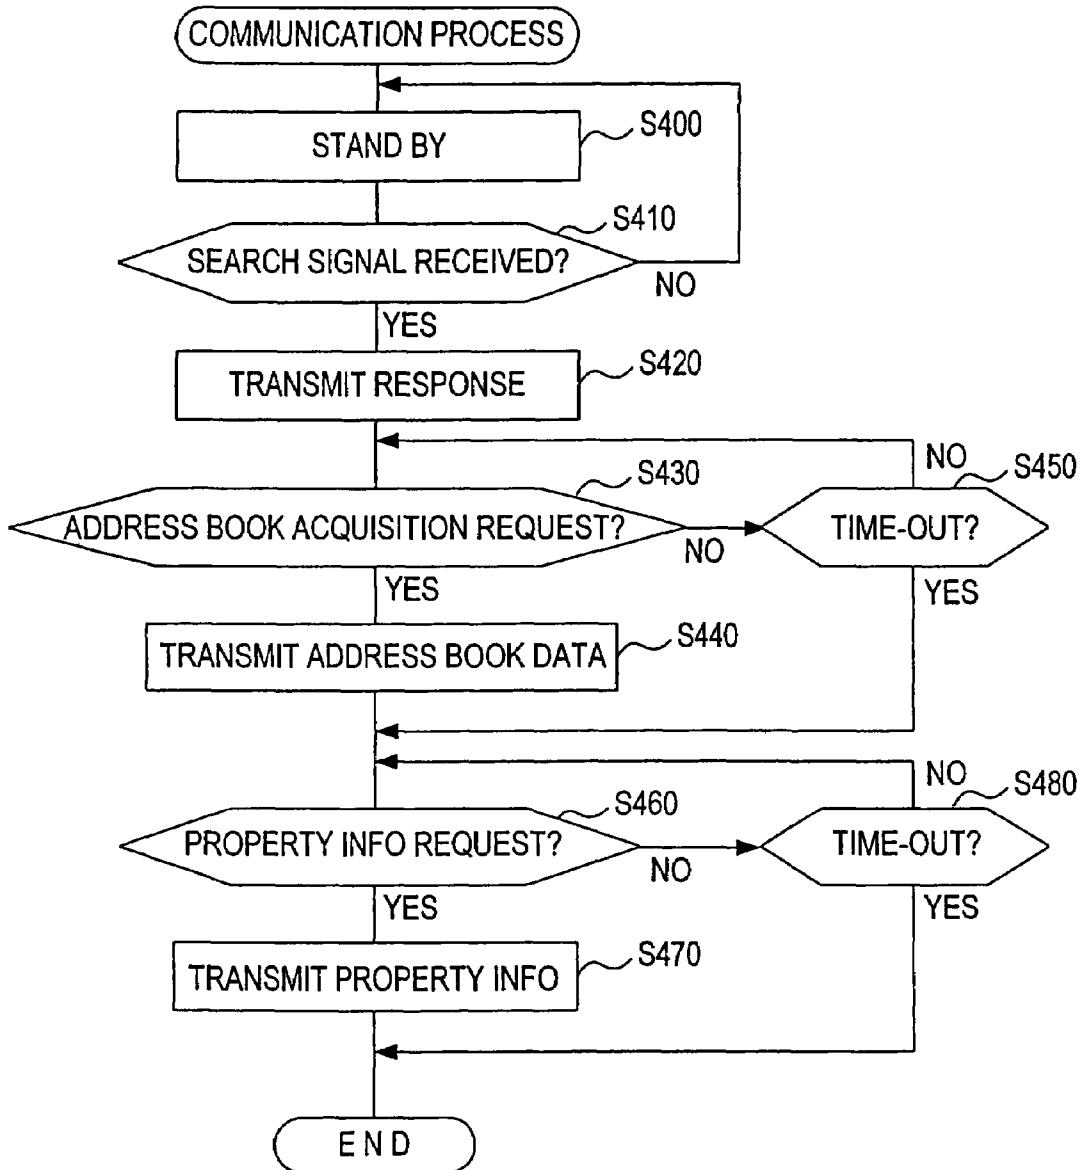 COMMUNICATION PROCESS
STAND BY
S400
SEARCH SIGNAL RECEIVED?
S410
NO
YES
TRANSMIT RESPONSE
S420
ADDRESS BOOK ACQUISITION REQUEST?
S430
NO
YES
TIME-OUT?
S450
NO
YES
TRANSMIT ADDRESS BOOK DATA
S440
PROPERTY INFO REQUEST?
S460
NO
YES
TIME-OUT?
S480
NO
YES
TRANSMIT PROPERTY INFO
S470
END